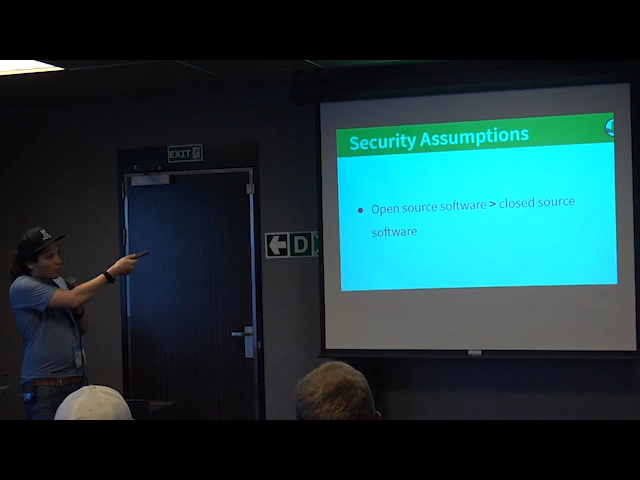 EXIT
Security Assumptions
● Open source software > closed source
software
D